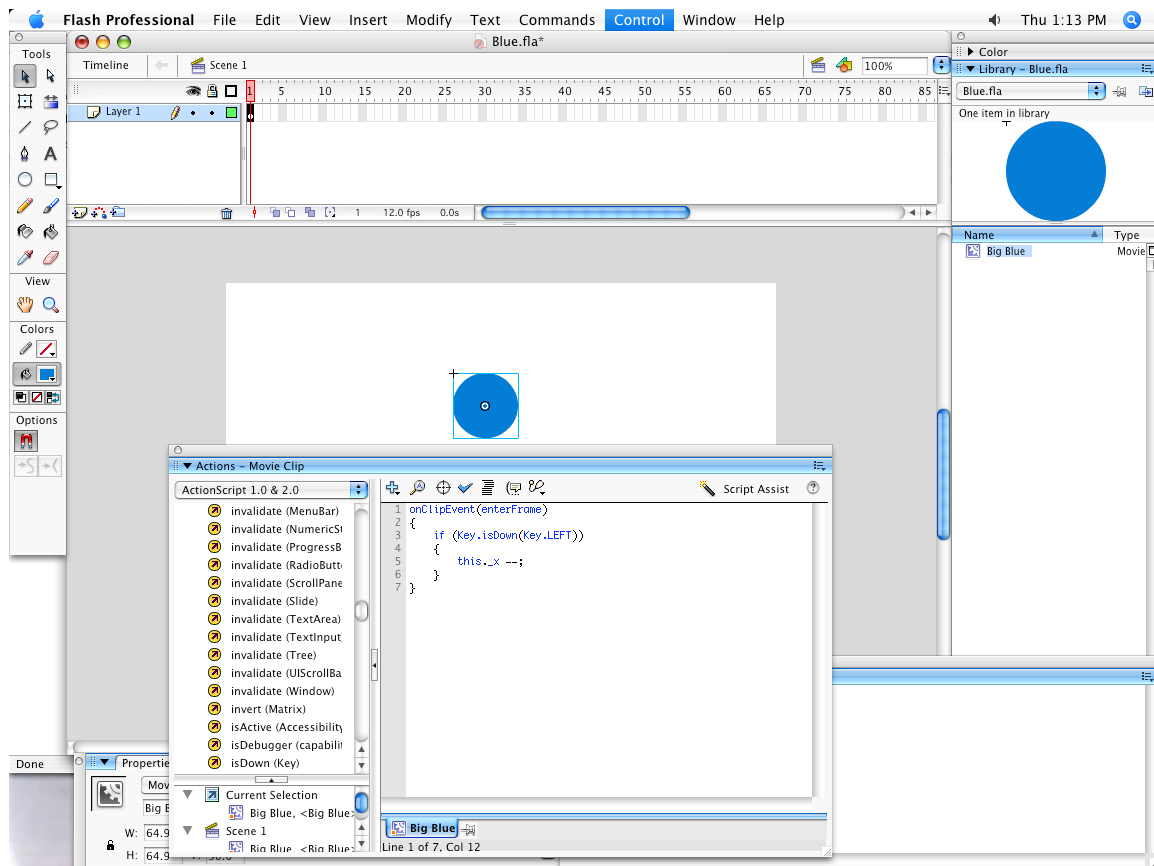 Flash Professional File Edit View Insert Modify Text Commands Control Window Help Thu 1:13 PM
Blue.fla*
Tools
Timeline Scene 1 100%
Color
Library – Blue.fla
Blue.fla
One item in library
1 5 10 15 20 25 30 35 40 45 50 55 60 65 70 75 80 85
Layer 1
1 12.0 fps 0.0s
Name Type
Big Blue Movie
View
Colors
Options
Actions – Movie Clip
ActionScript 1.0 & 2.0
Script Assist
invalidate (MenuBar)
invalidate (NumericSt
invalidate (ProgressB
invalidate (RadioButt
invalidate (ScrollPane
invalidate (Slide)
invalidate (TextArea)
invalidate (TextInput
invalidate (Tree)
invalidate (UIScrollBa
invalidate (Window)
invert (Matrix)
isActive (Accessibility
isDebugger (capabilit
isDown (Key)
1 onClipEvent(enterFrame)
2 {
3 if (Key.isDown(Key.LEFT))
4 {
5 this._x --;
6 }
7 }
Current Selection
Big Blue, <Big Blue>
Scene 1
Big Blue, <Big Blue>
Big Blue
Line 1 of 7, Col 12
Done
Propertie
Mov
Big B
W: 64.9
H: 64.9